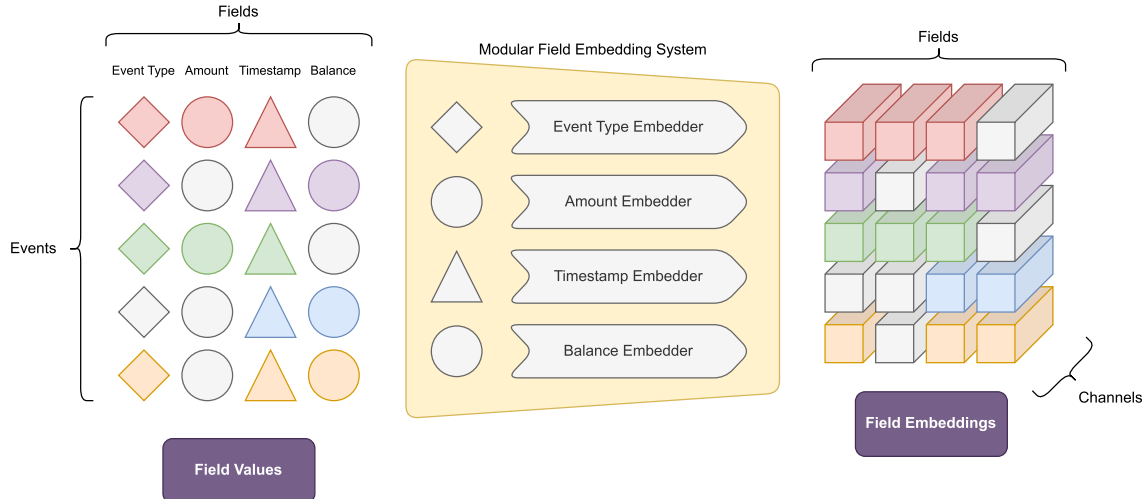 Fields
Event Type Amount Timestamp Balance
Events
Field Values
Modular Field Embedding System
Event Type Embedder
Amount Embedder
Timestamp Embedder
Balance Embedder
Fields
Channels
Field Embeddings